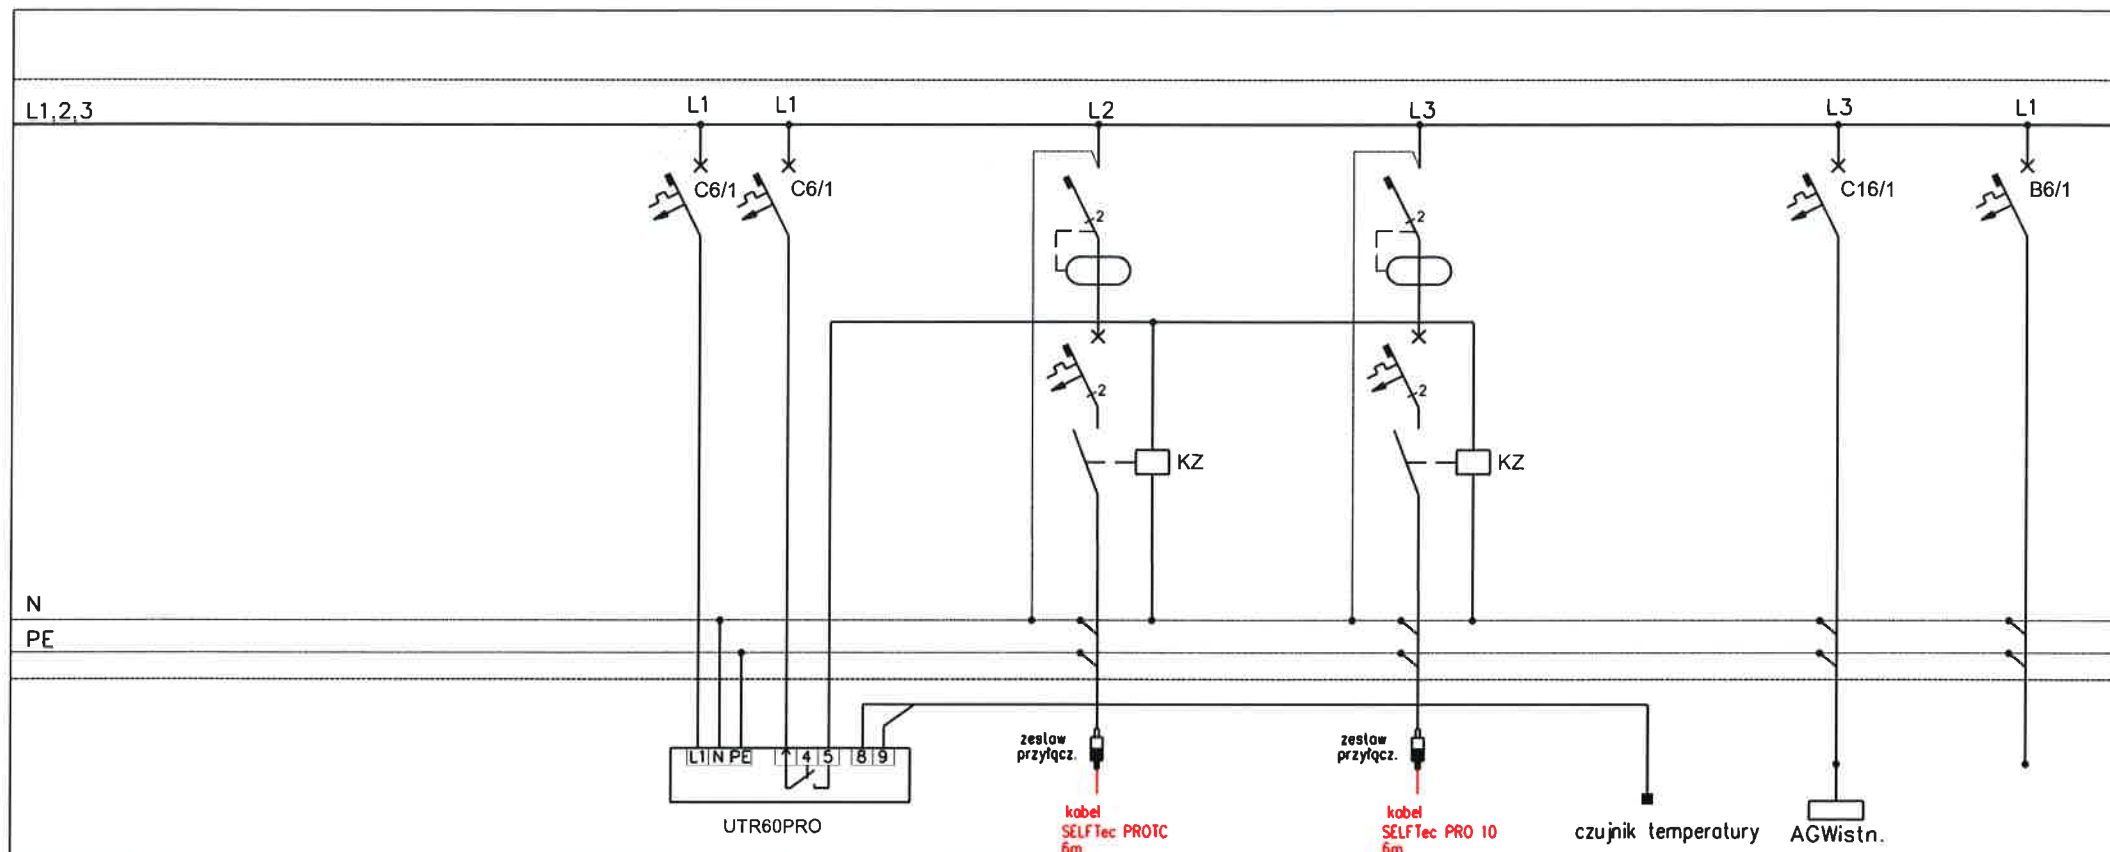 L1,2,3
L1
L1
L2
L3
L3
L1
C6/1
C6/1
C16/1
B6/1
2
2
2
2
KZ
KZ
N
PE
L1 N PE 4 5 8 9
UTR60PRO
zestaw
przyłącz.
zestaw
przyłącz.
kabel
SELFTec PROTC
6m
kabel
SELFTec PRO 10
6m
czujnik temperatury
AGWistn.